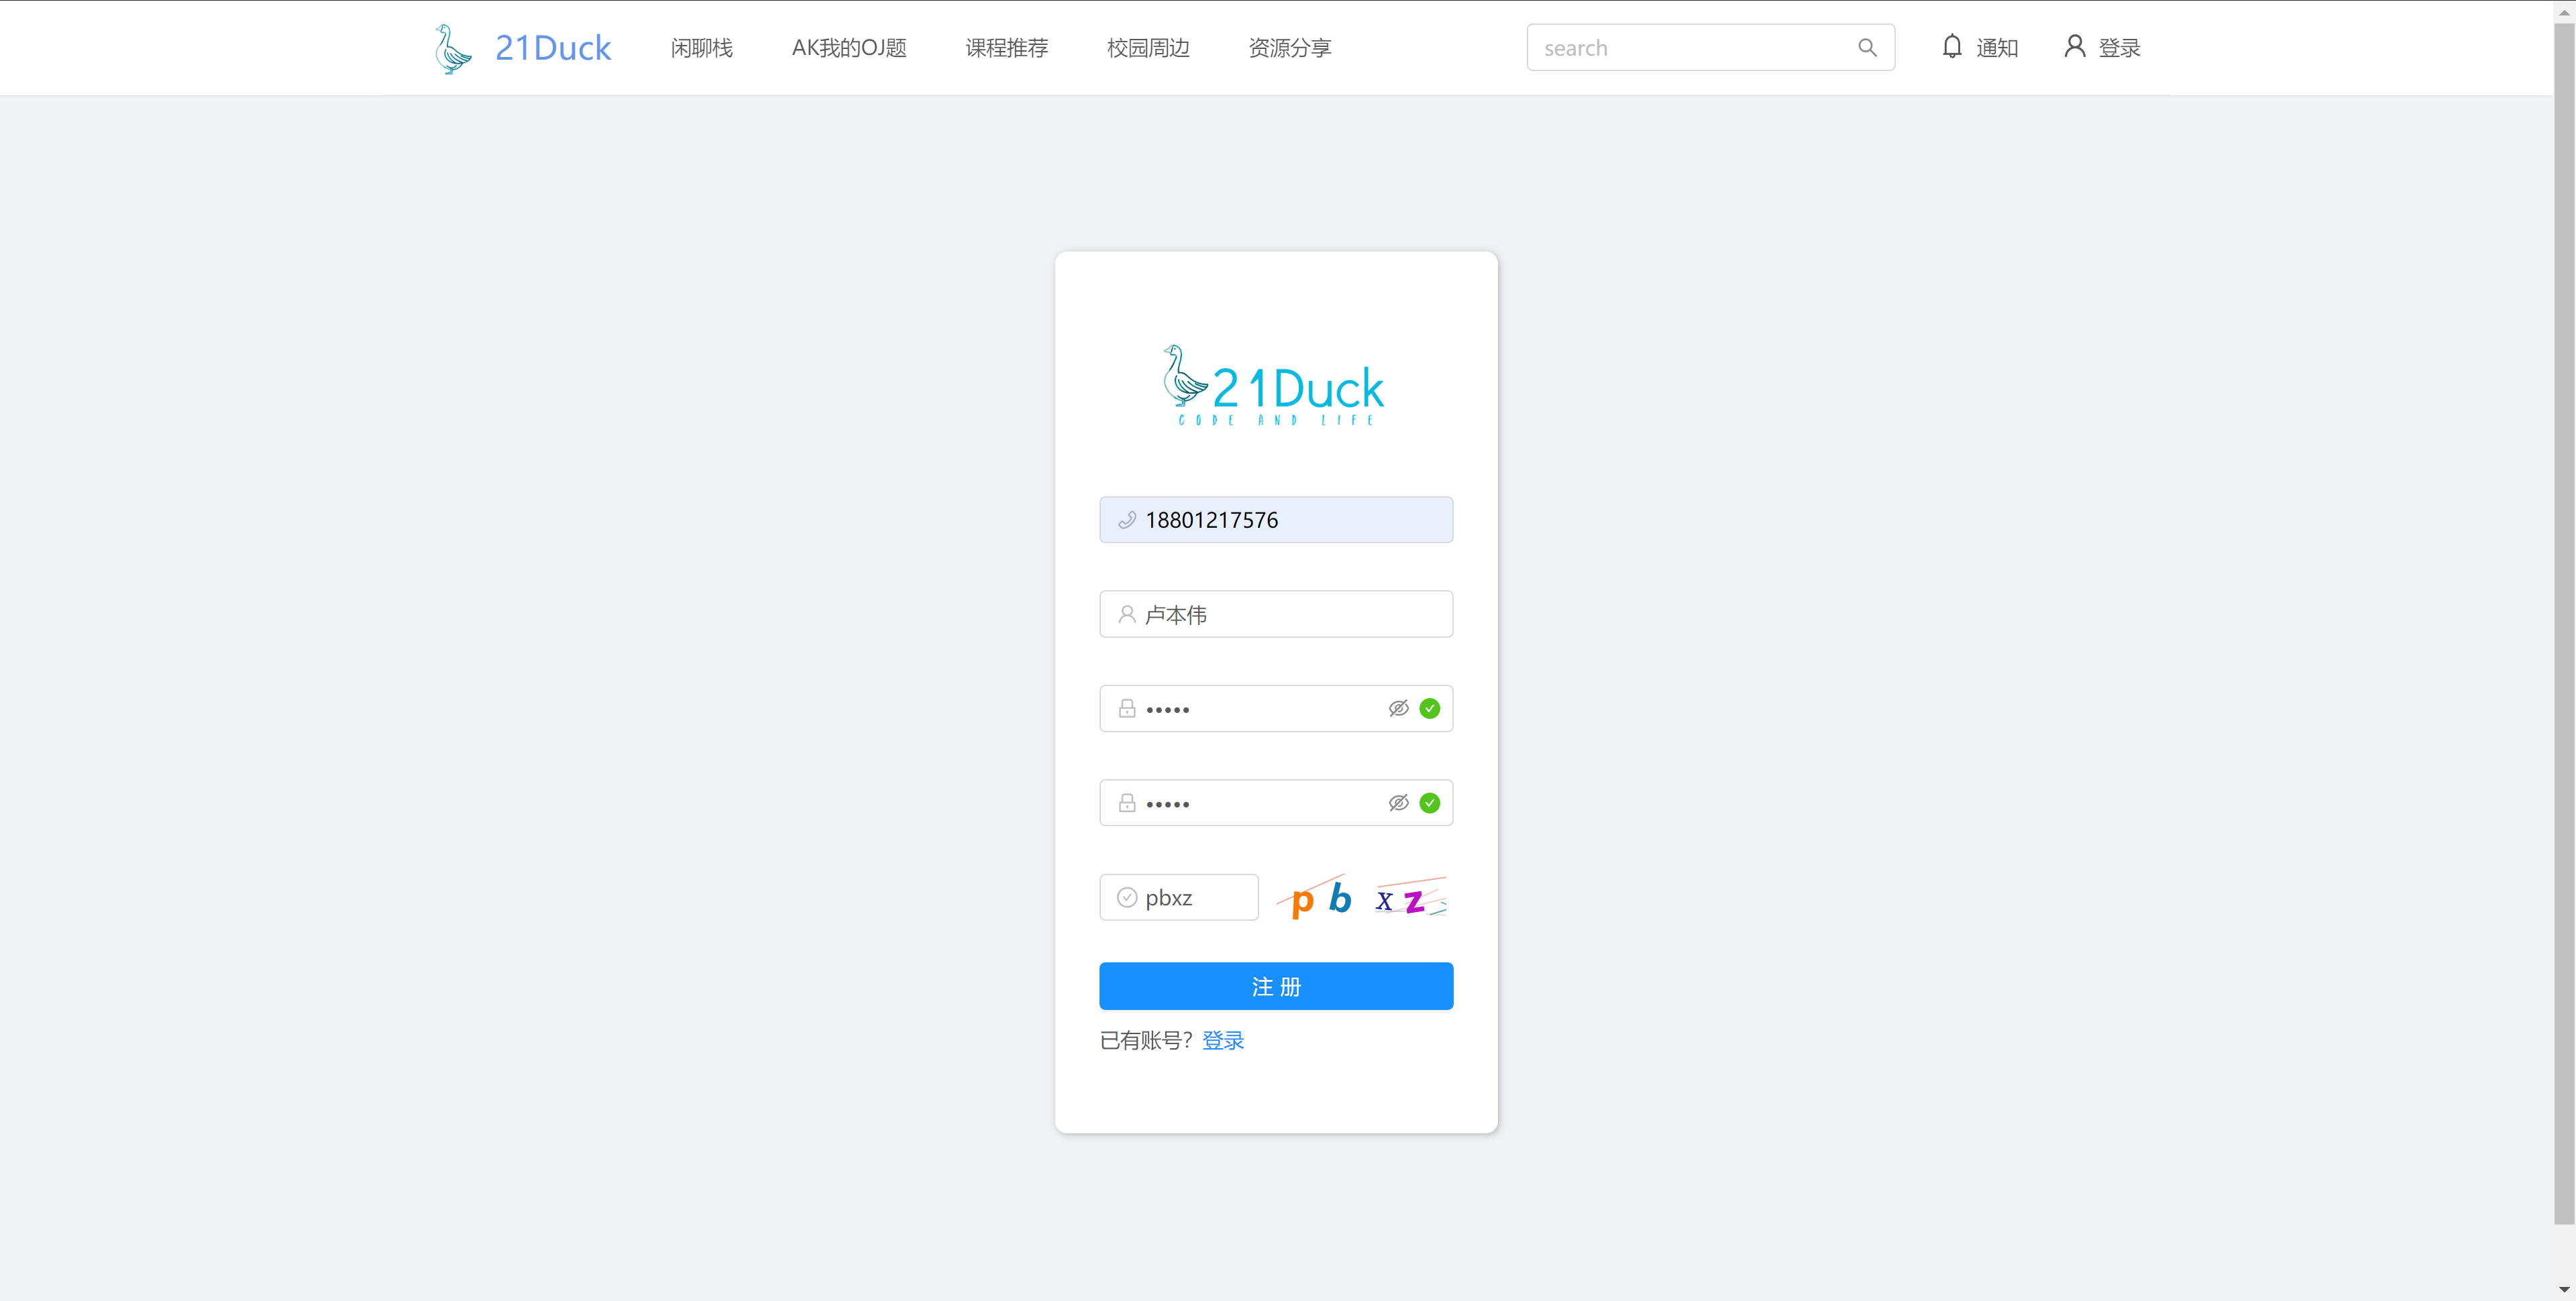 21Duck 闲聊栈 AK我的OJ题 课程推荐 校园周边 资源分享 search 通知 登录
21Duck
CODE AND LIFE
18801217576
卢本伟
•••••
•••••
pbxz pbxz
注 册
已有账号? 登录